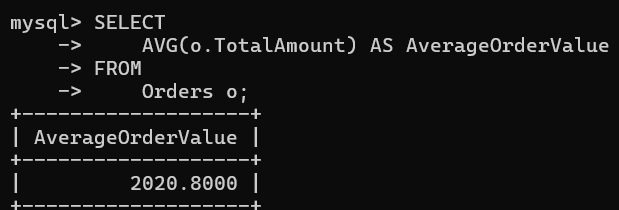 mysql> SELECT
    ->     AVG(o.TotalAmount) AS AverageOrderValue
    -> FROM
    ->     Orders o;
+-------------------+
| AverageOrderValue |
+-------------------+
|         2020.8000 |
+-------------------+